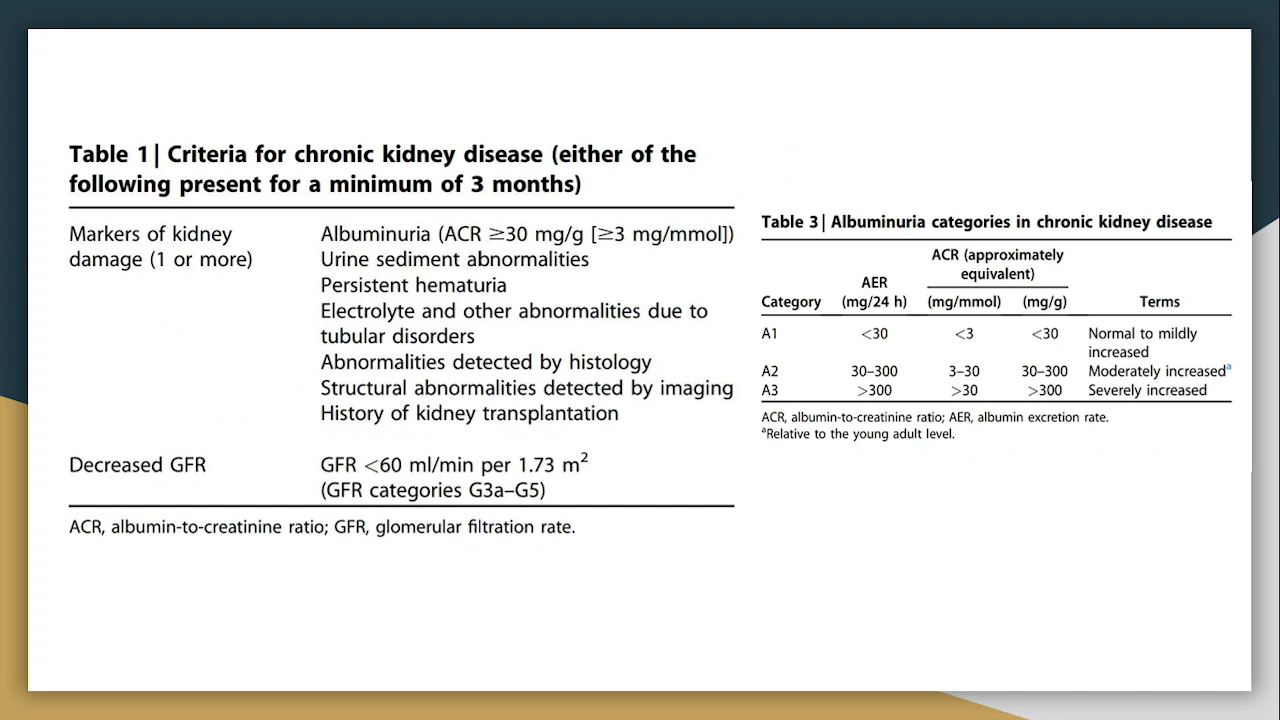 Table 1| Criteria for chronic kidney disease (either of the
following present for a minimum of 3 months)
Markers of kidney
damage (1 or more)
Albuminuria (ACR ≥30 mg/g [≥3 mg/mmol])
Urine sediment abnormalities
Persistent hematuria
Electrolyte and other abnormalities due to
tubular disorders
Abnormalities detected by histology
Structural abnormalities detected by imaging
History of kidney transplantation
Decreased GFR
GFR <60 ml/min per 1.73 m²
(GFR categories G3a–G5)
ACR, albumin-to-creatinine ratio; GFR, glomerular filtration rate.
Table 3| Albuminuria categories in chronic kidney disease
ACR (approximately
equivalent)
AER
Category (mg/24 h) (mg/mmol) (mg/g) Terms
A1 <30 <3 <30 Normal to mildly
increased
A2 30–300 3–30 30–300 Moderately increasedᵃ
A3 >300 >30 >300 Severely increased
ACR, albumin-to-creatinine ratio; AER, albumin excretion rate.
ᵃRelative to the young adult level.